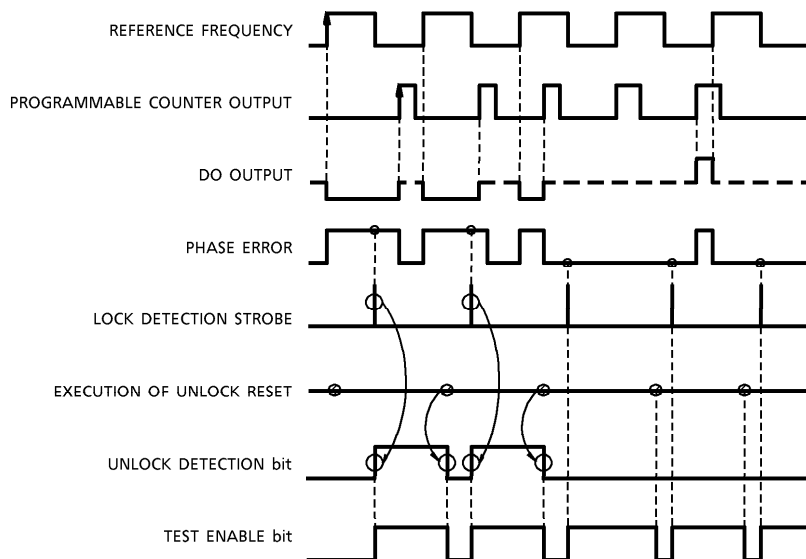 REFERENCE FREQUENCY
PROGRAMMABLE COUNTER OUTPUT
DO OUTPUT
PHASE ERROR
LOCK DETECTION STROBE
EXECUTION OF UNLOCK RESET
UNLOCK DETECTION bit
TEST ENABLE bit